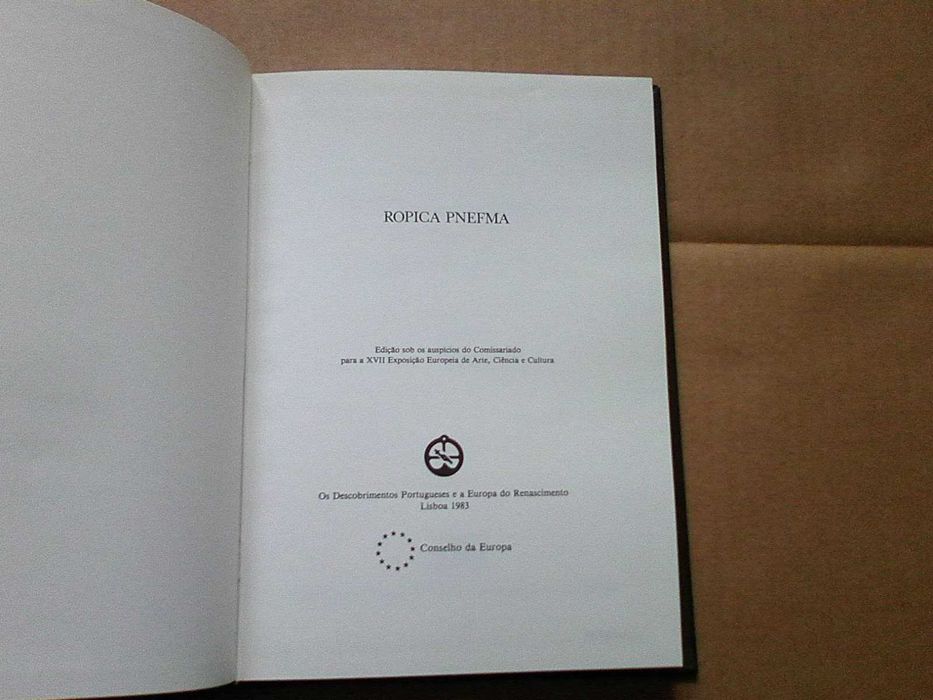 ROPICA PNEFMA
Edição sob os auspícios do Comissariado
para a XVII Exposição Europeia de Arte, Ciência e Cultura
Os Descobrimentos Portugueses e a Europa do Renascimento
Lisboa 1983
Conselho da Europa